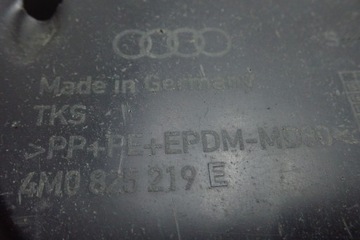 Made in Germany
TKS
>PP+PE+EPDM-M
4M0 825 219 E